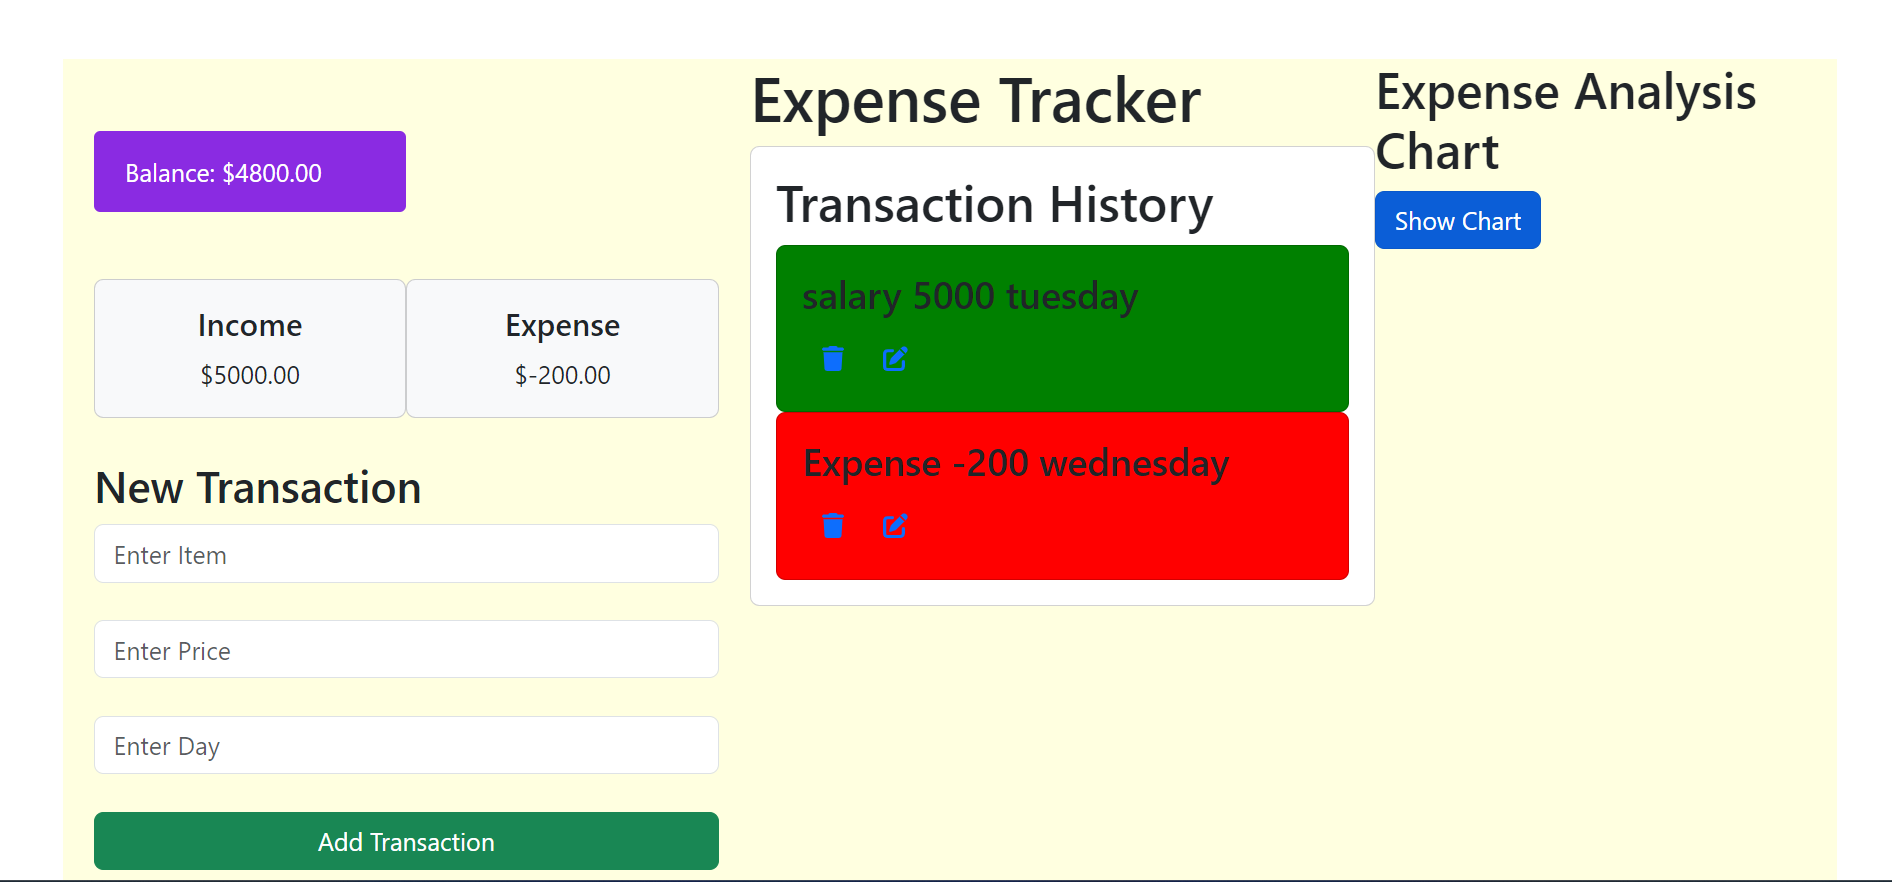 Balance: $4800.00
Income
$5000.00
Expense
$-200.00
New Transaction
Enter Item
Enter Price
Enter Day
Add Transaction
Expense Tracker
Transaction History
salary 5000 tuesday
Expense -200 wednesday
Expense Analysis
Chart
Show Chart